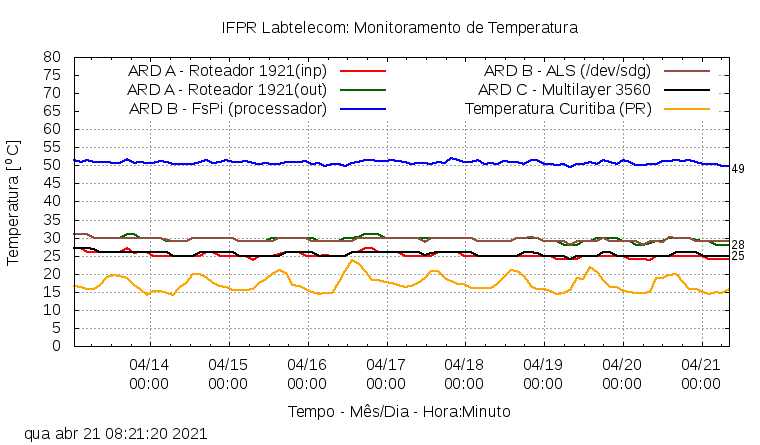 IFPR Labtelecom: Monitoramento de Temperatura
80
75
70
65
60
55
50
45
40
35
30
25
20
15
10
5
0
Temperatura [ ºC]
ARD A - Roteador 1921(inp)
ARD A - Roteador 1921(out)
ARD B - FsPi (processador)
ARD B - ALS (/dev/sdg)
ARD C - Multilayer 3560
Temperatura Curitiba (PR)
49
28
25
04/14 04/15 04/16 04/17 04/18 04/19 04/20 04/21
00:00 00:00 00:00 00:00 00:00 00:00 00:00 00:00
Tempo - Mês/Dia - Hora:Minuto
qua abr 21 08:21:20 2021